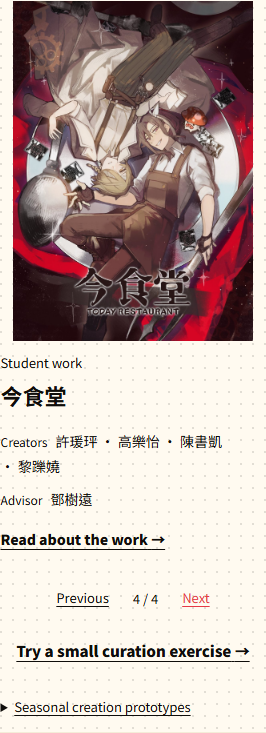 今食堂
TODAY RESTAURANT
Student work
今食堂
Creators 許瑗玶 · 高樂怡 · 陳書凱
· 黎躒嬈
Advisor 鄧樹遠
Read about the work →
Previous 4 / 4 Next
Try a small curation exercise →
▶ Seasonal creation prototypes